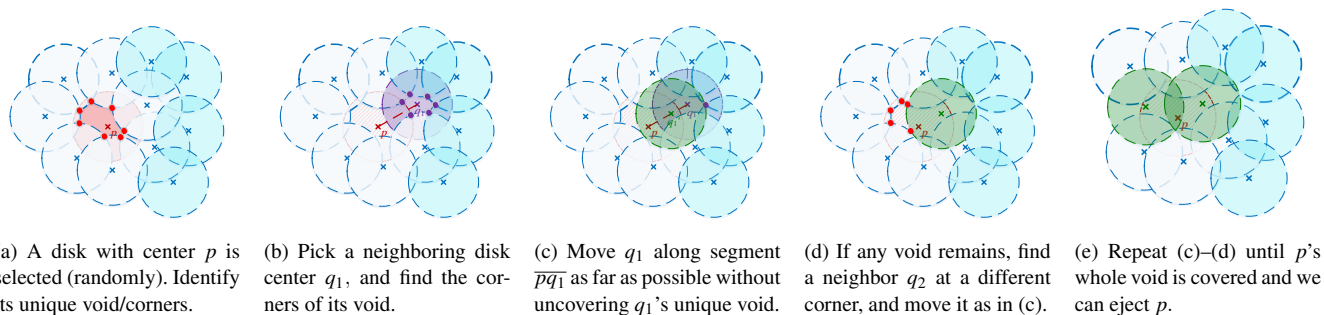 p
q1
p
q1
q1
p
p
p
a) A disk with center p is
selected (randomly). Identify
its unique void/corners.
(b) Pick a neighboring disk
center q1, and find the cor-
ners of its void.
(c) Move q1 along segment
pq1 as far as possible without
uncovering q1's unique void.
(d) If any void remains, find
a neighbor q2 at a different
corner, and move it as in (c).
(e) Repeat (c)–(d) until p's
whole void is covered and we
can eject p.